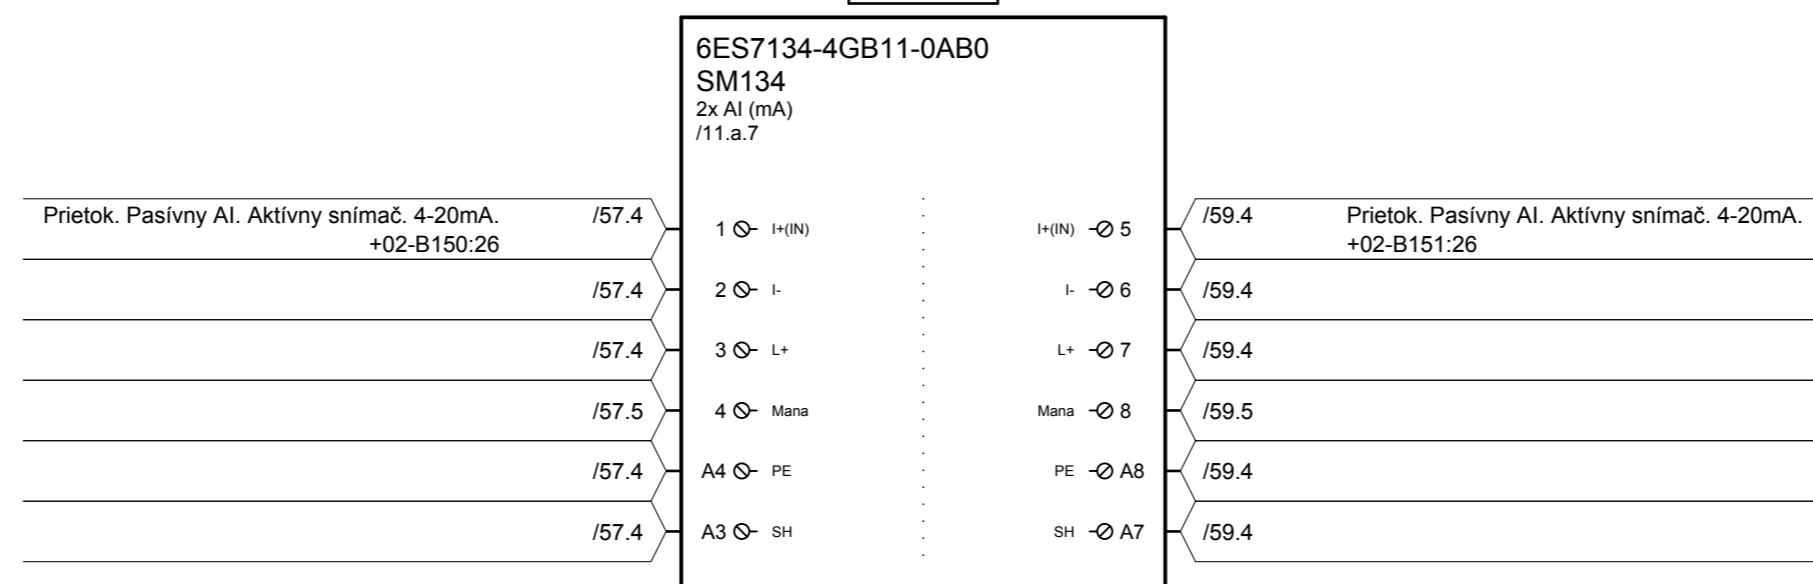 6ES7134-4GB11-0AB0
SM134
2x AI (mA)
/11.a.7
Prietok. Pasívny AI. Aktívny snímač. 4-20mA. /57.4 1 I+(IN) I+(IN) 5 /59.4 Prietok. Pasívny AI. Aktívny snímač. 4-20mA.
+02-B150:26 +02-B151:26
/57.4 2 I- I- 6 /59.4
/57.4 3 L+ L+ 7 /59.4
/57.5 4 Mana Mana 8 /59.5
/57.4 A4 PE PE A8 /59.4
/57.4 A3 SH SH A7 /59.4